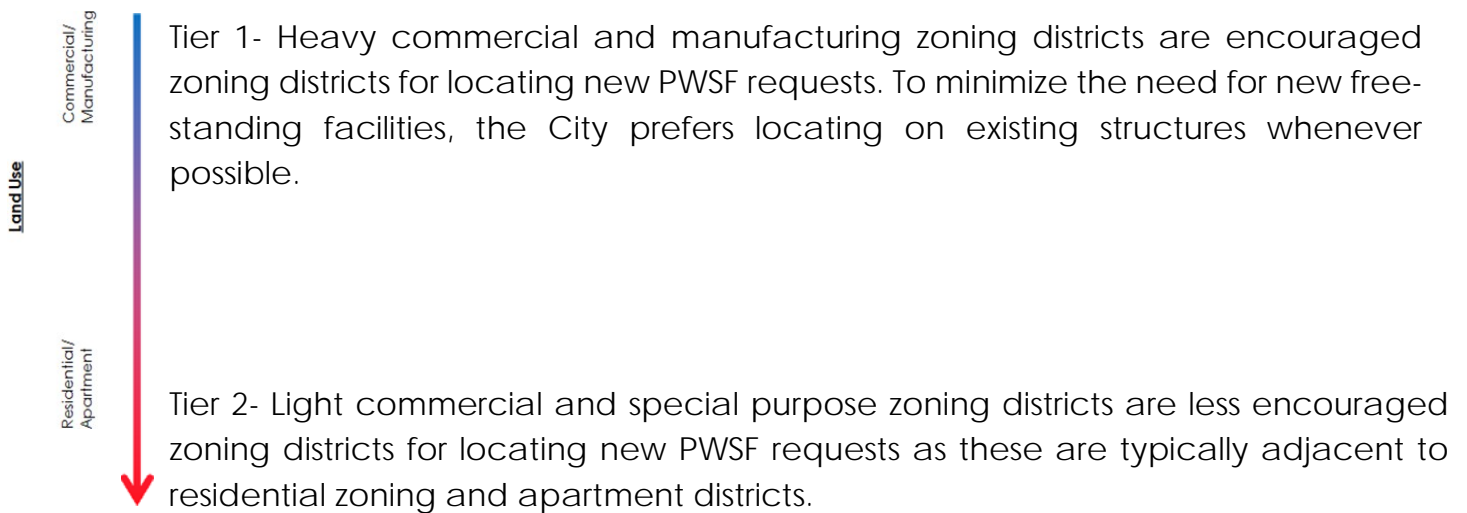 Land Use
Commercial/
Manufacturing
Residential/
Apartment
Tier 1- Heavy commercial and manufacturing zoning districts are encouraged
zoning districts for locating new PWSF requests. To minimize the need for new free-
standing facilities, the City prefers locating on existing structures whenever
possible.
Tier 2- Light commercial and special purpose zoning districts are less encouraged
zoning districts for locating new PWSF requests as these are typically adjacent to
residential zoning and apartment districts.